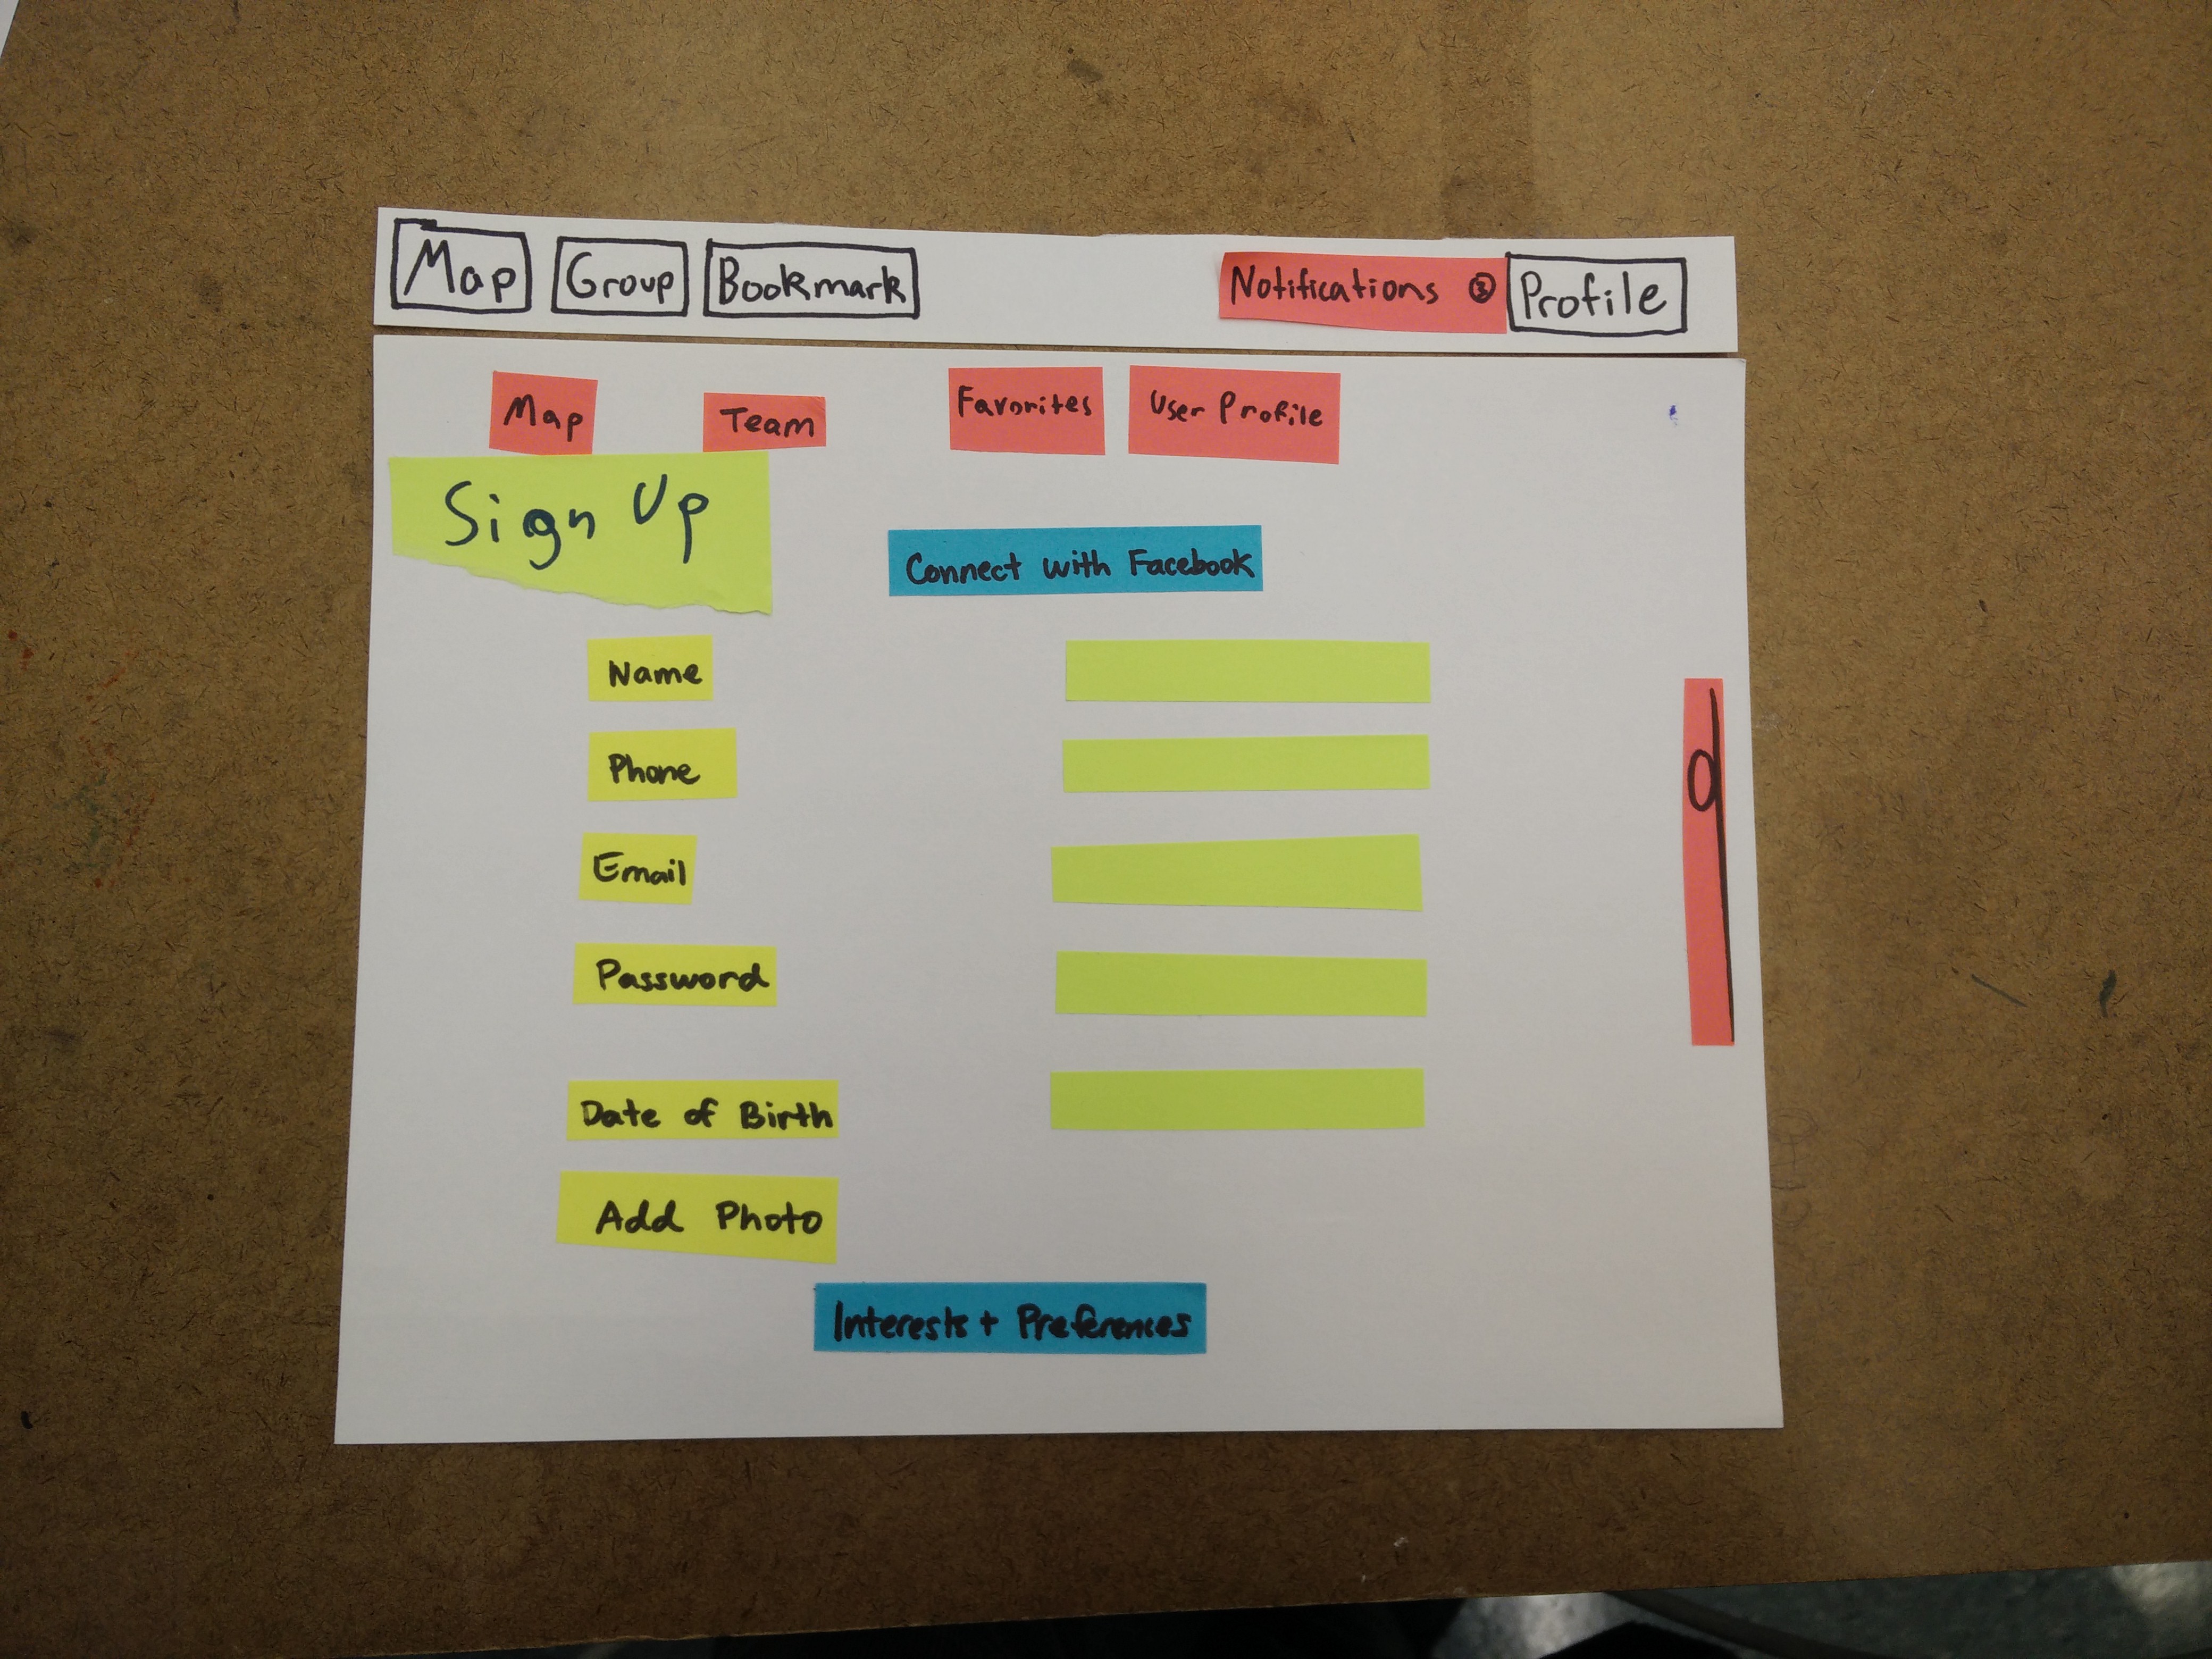 Map Group Bookmark Notifications 3 Profile
Map Team Favorites User Profile
Sign Up
Connect with Facebook
Name
Phone
Email
Password
Date of Birth
Add Photo
Interests + Preferences